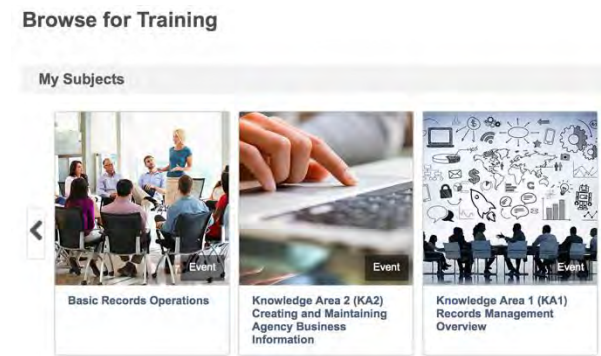 Browse for Training
My Subjects
Event
Event
Event
Basic Records Operations
Knowledge Area 2 (KA2)
Creating and Maintaining
Agency Business
Information
Knowledge Area 1 (KA1)
Records Management
Overview